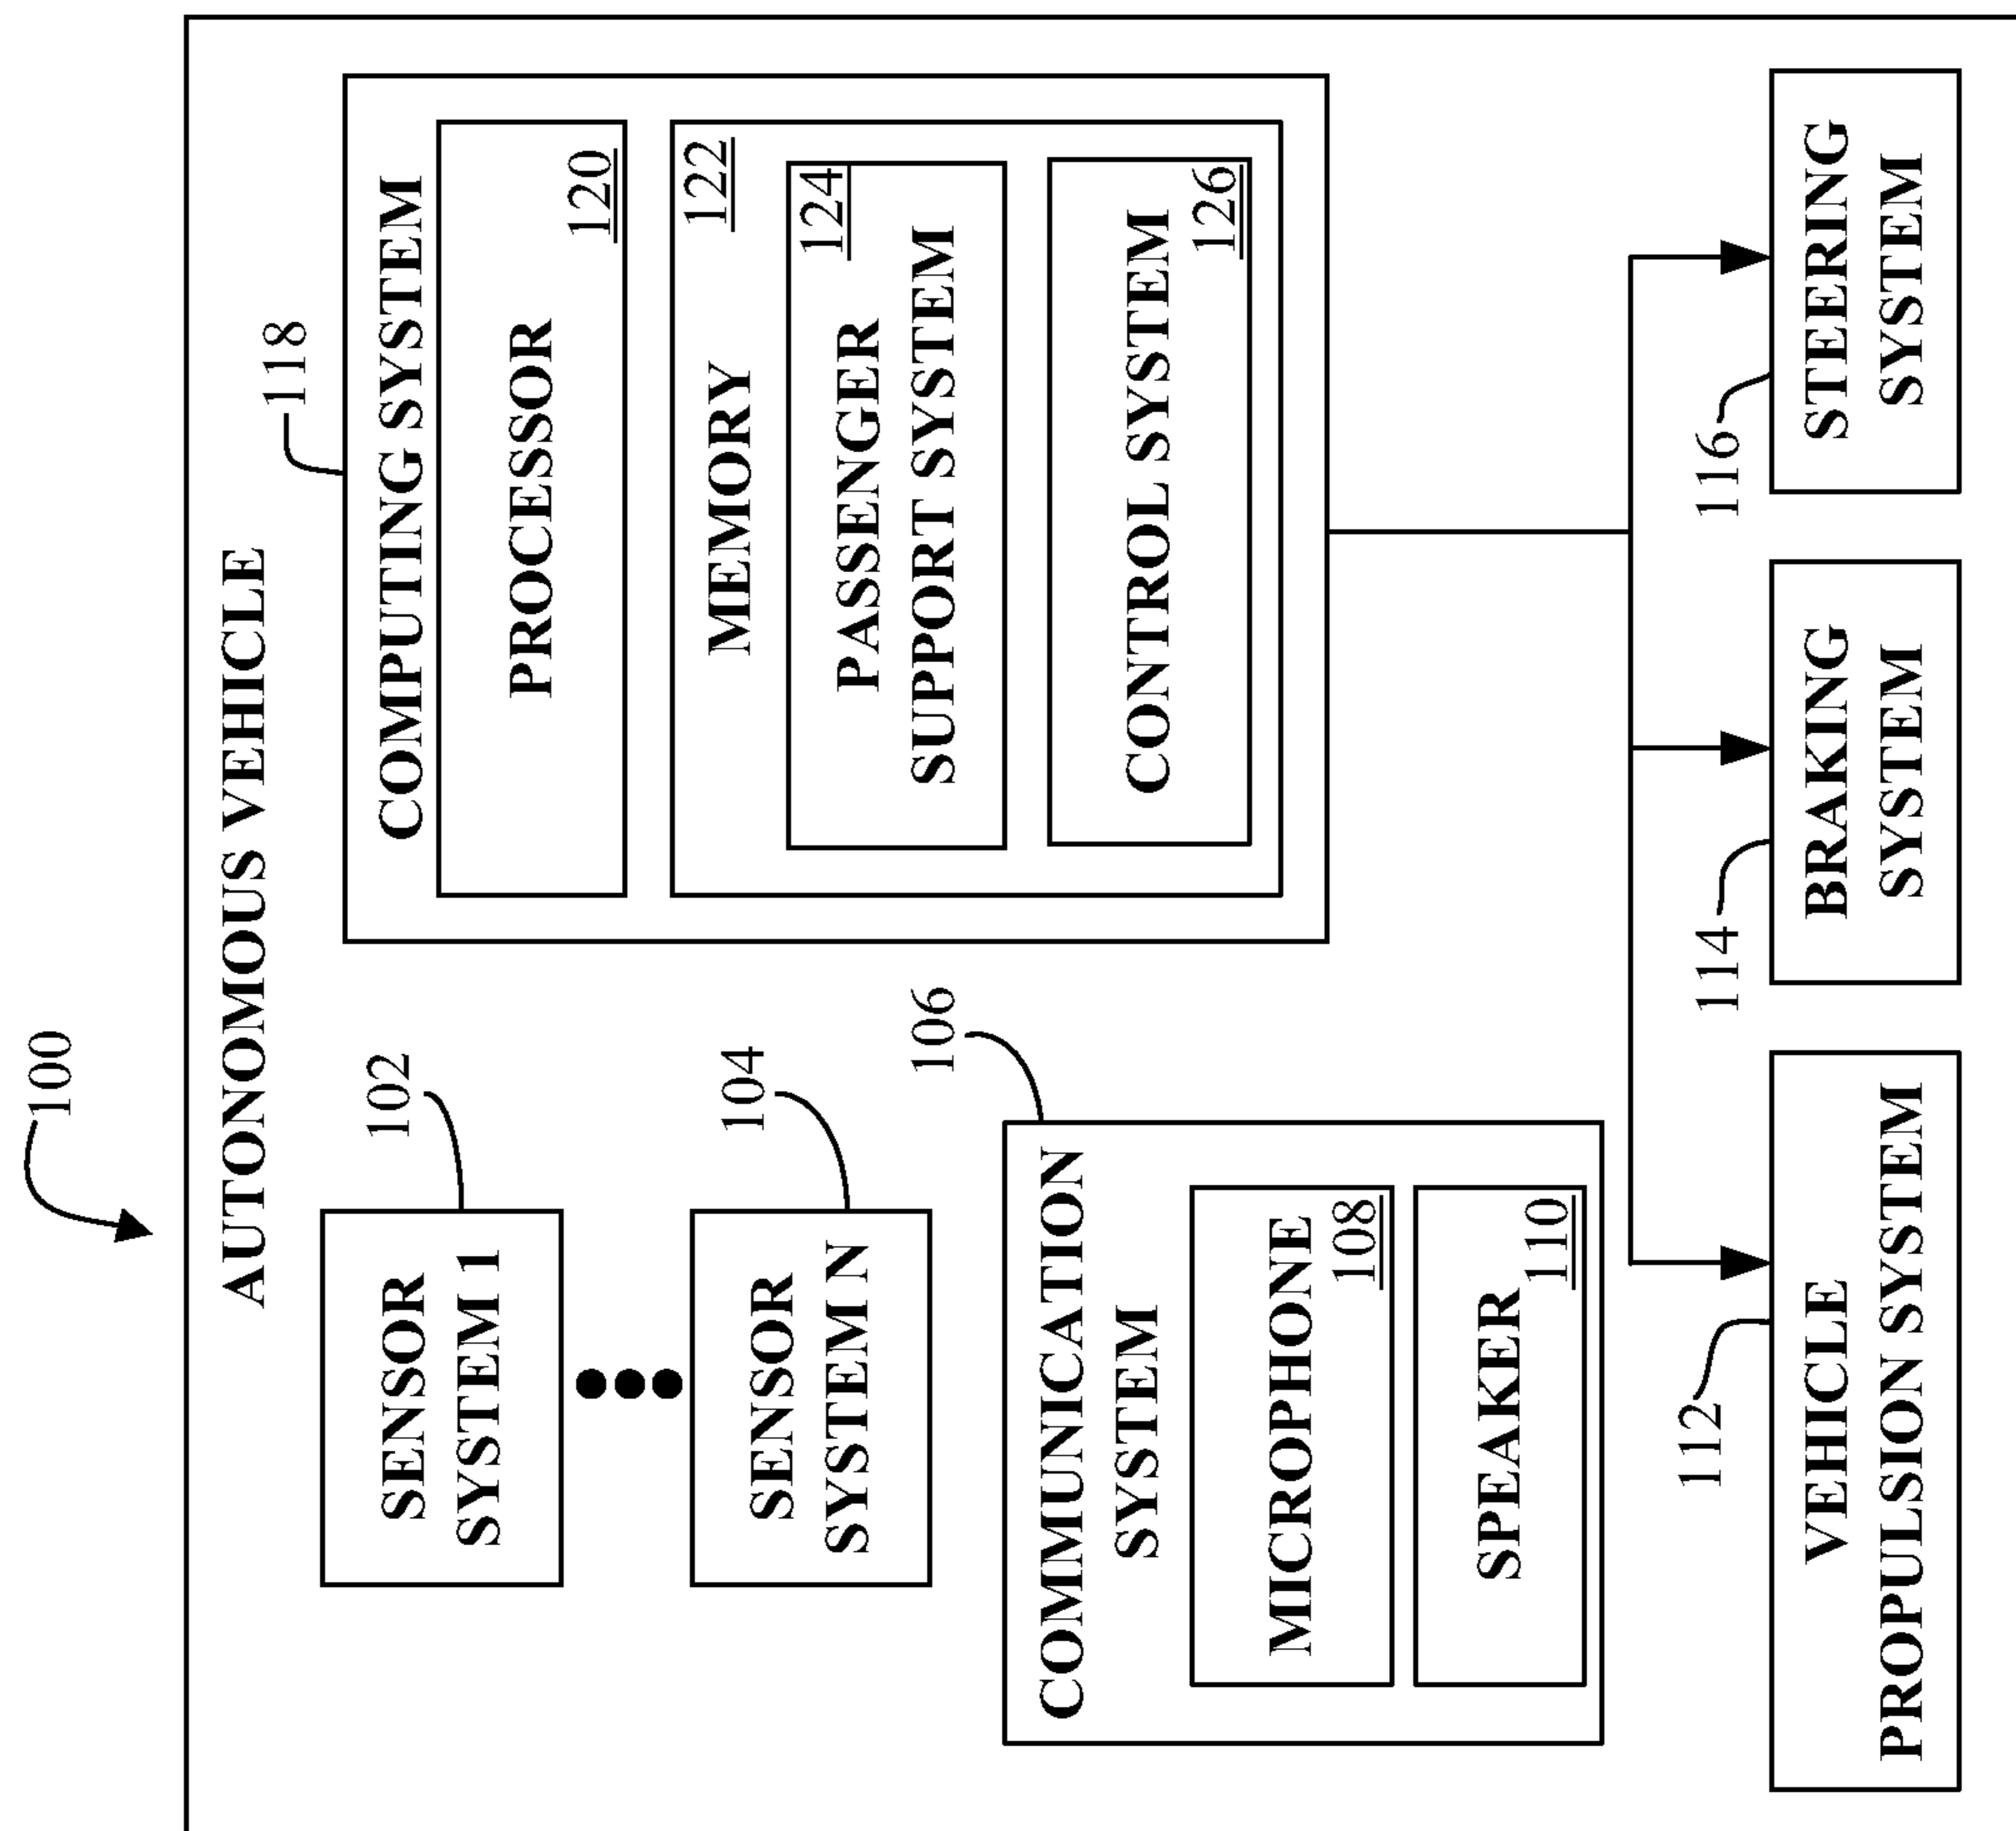 100
AUTONOMOUS VEHICLE
102
SENSOR
SYSTEM 1
104
SENSOR
SYSTEM N
106
COMMUNICATION
SYSTEM
MICROPHONE
108
SPEAKER
110
118
COMPUTING SYSTEM
PROCESSOR
120
MEMORY
122
PASSENGER
SUPPORT SYSTEM
124
CONTROL SYSTEM
126
112
VEHICLE
PROPULSION SYSTEM
114
BRAKING
SYSTEM
116
STEERING
SYSTEM